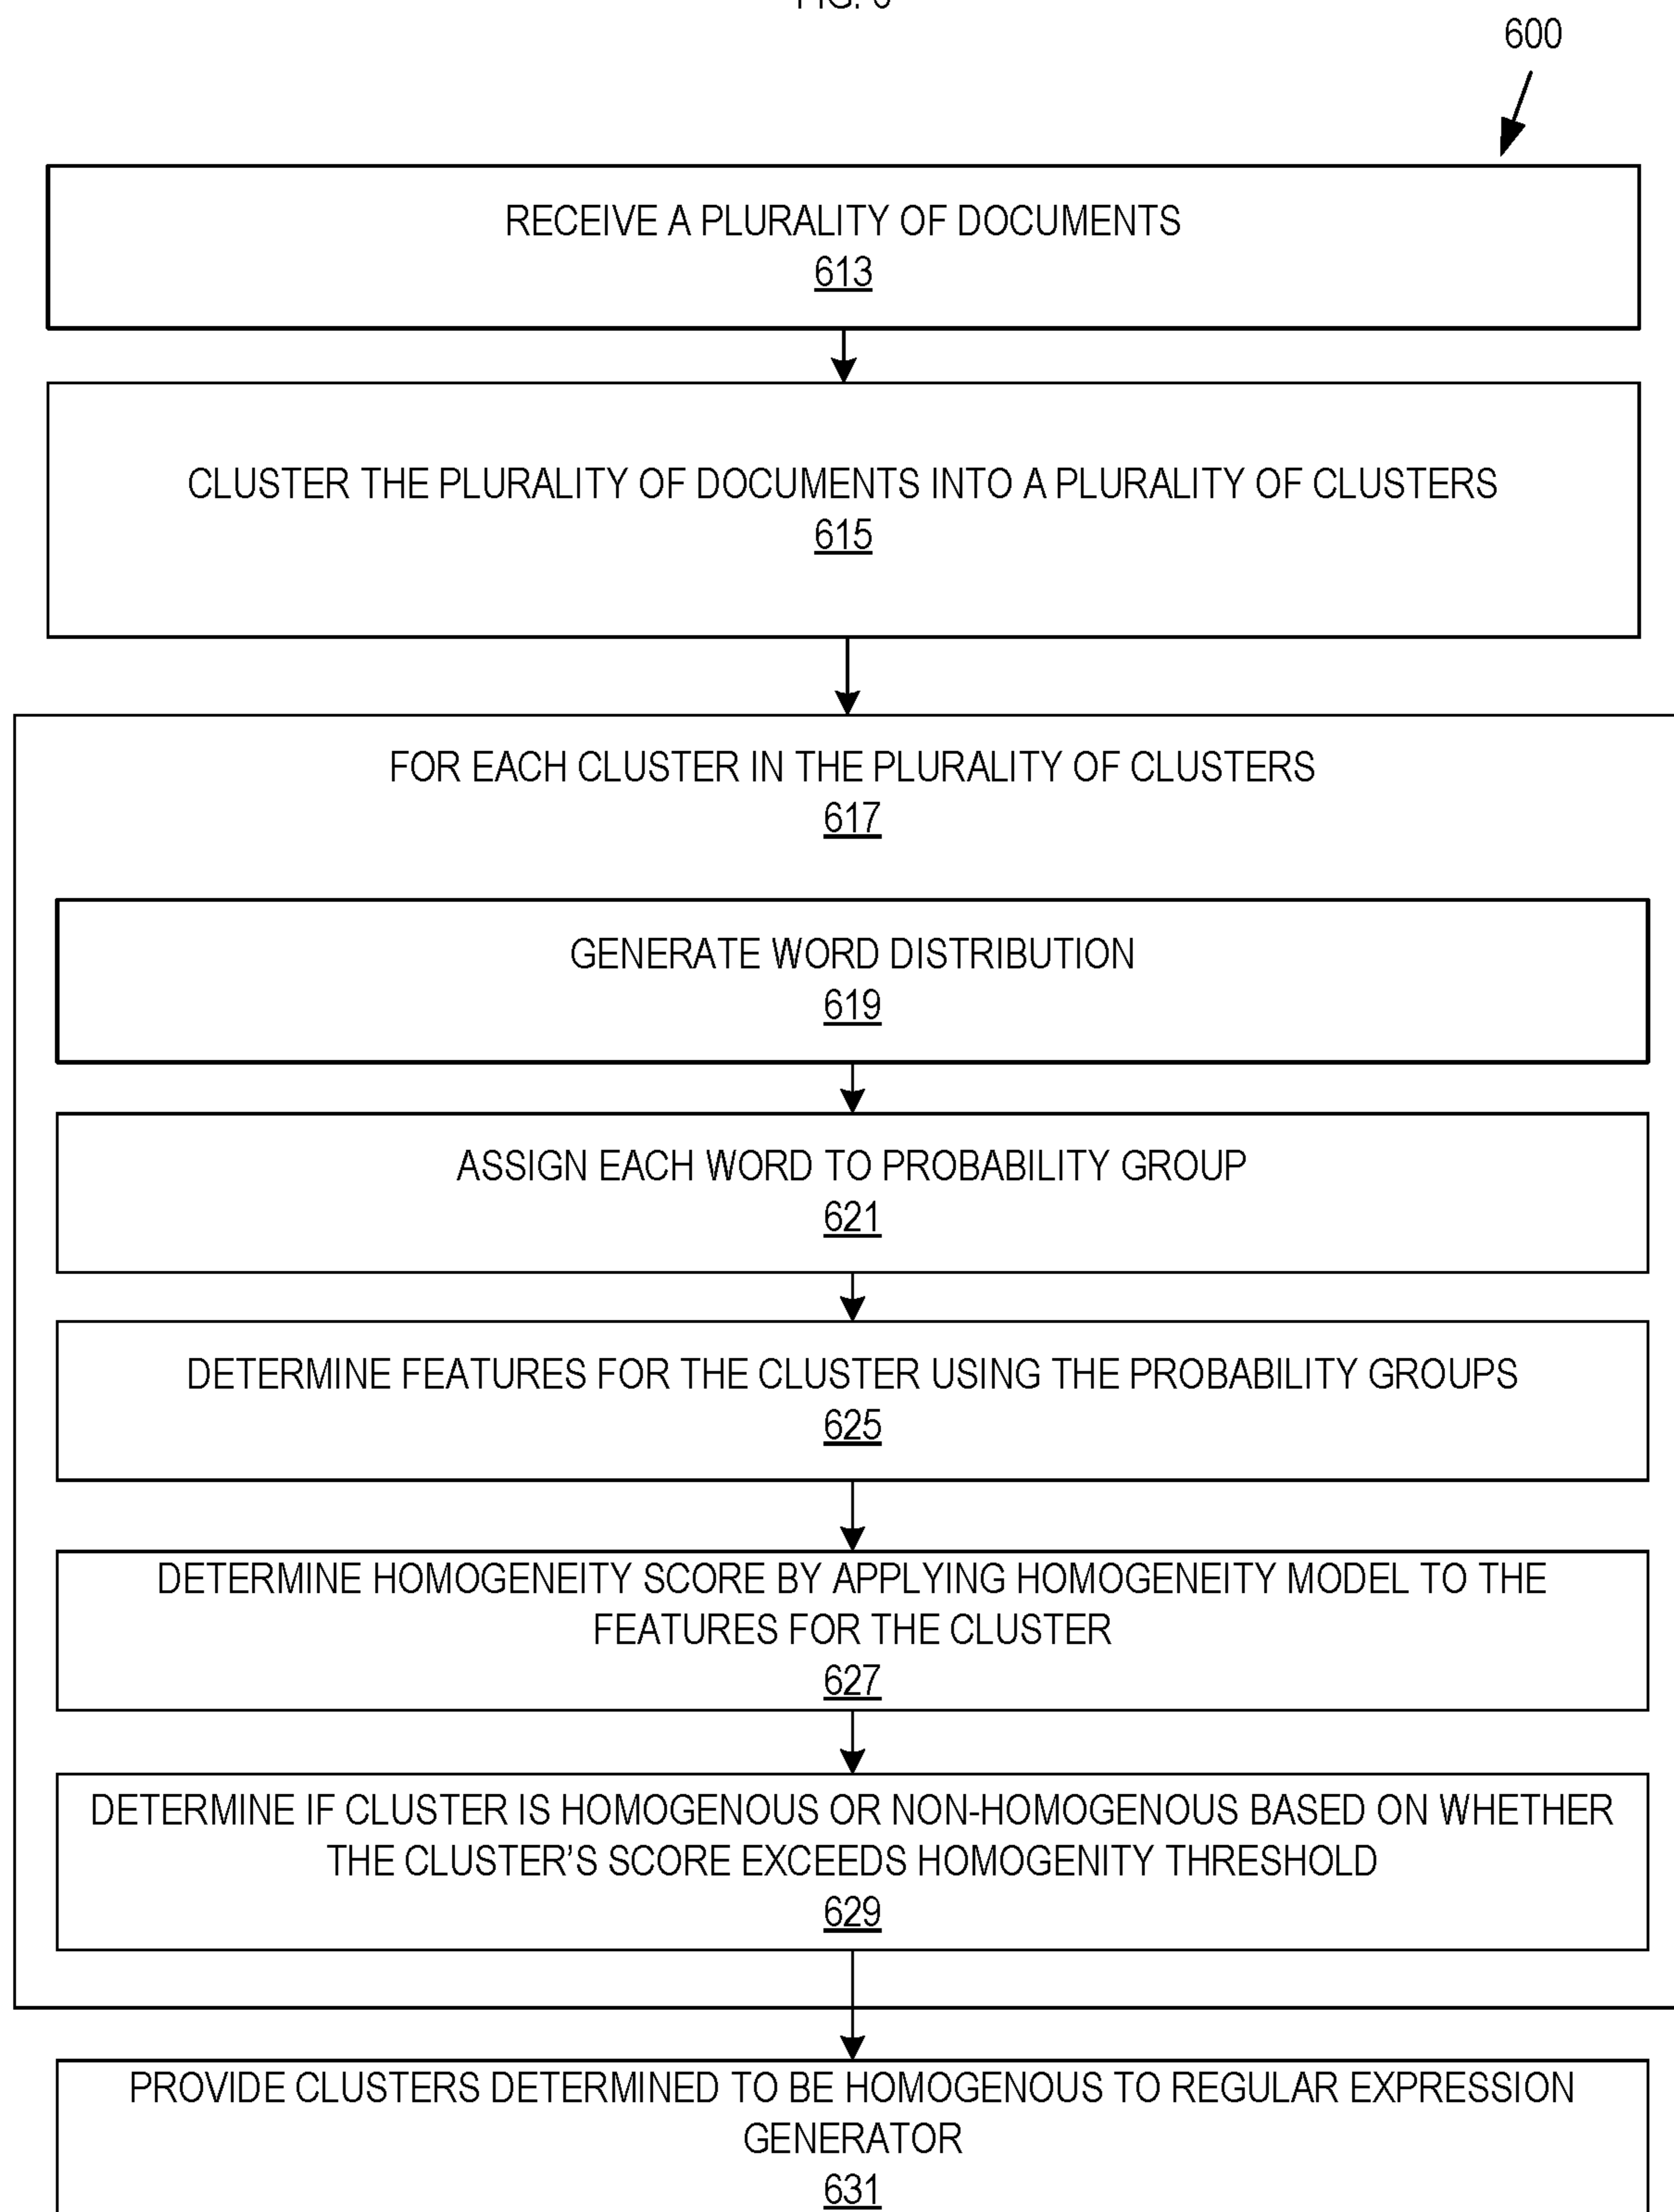 600
RECEIVE A PLURALITY OF DOCUMENTS
613
CLUSTER THE PLURALITY OF DOCUMENTS INTO A PLURALITY OF CLUSTERS
615
FOR EACH CLUSTER IN THE PLURALITY OF CLUSTERS
617
GENERATE WORD DISTRIBUTION
619
ASSIGN EACH WORD TO PROBABILITY GROUP
621
DETERMINE FEATURES FOR THE CLUSTER USING THE PROBABILITY GROUPS
625
DETERMINE HOMOGENEITY SCORE BY APPLYING HOMOGENEITY MODEL TO THE
FEATURES FOR THE CLUSTER
627
DETERMINE IF CLUSTER IS HOMOGENOUS OR NON-HOMOGENOUS BASED ON WHETHER
THE CLUSTER'S SCORE EXCEEDS HOMOGENITY THRESHOLD
629
PROVIDE CLUSTERS DETERMINED TO BE HOMOGENOUS TO REGULAR EXPRESSION
GENERATOR
631